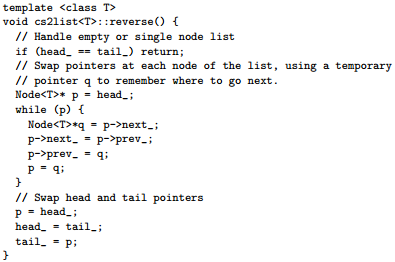 template <class T>
void cs2list<T>::reverse() {
  // Handle empty or single node list
  if (head_ == tail_) return;
  // Swap pointers at each node of the list, using a temporary
  // pointer q to remember where to go next.
  Node<T>* p = head_;
  while (p) {
    Node<T>*q = p->next_;
    p->next_ = p->prev_;
    p->prev_ = q;
    p = q;
  }
  // Swap head and tail pointers
  p = head_;
  head_ = tail_;
  tail_ = p;
}